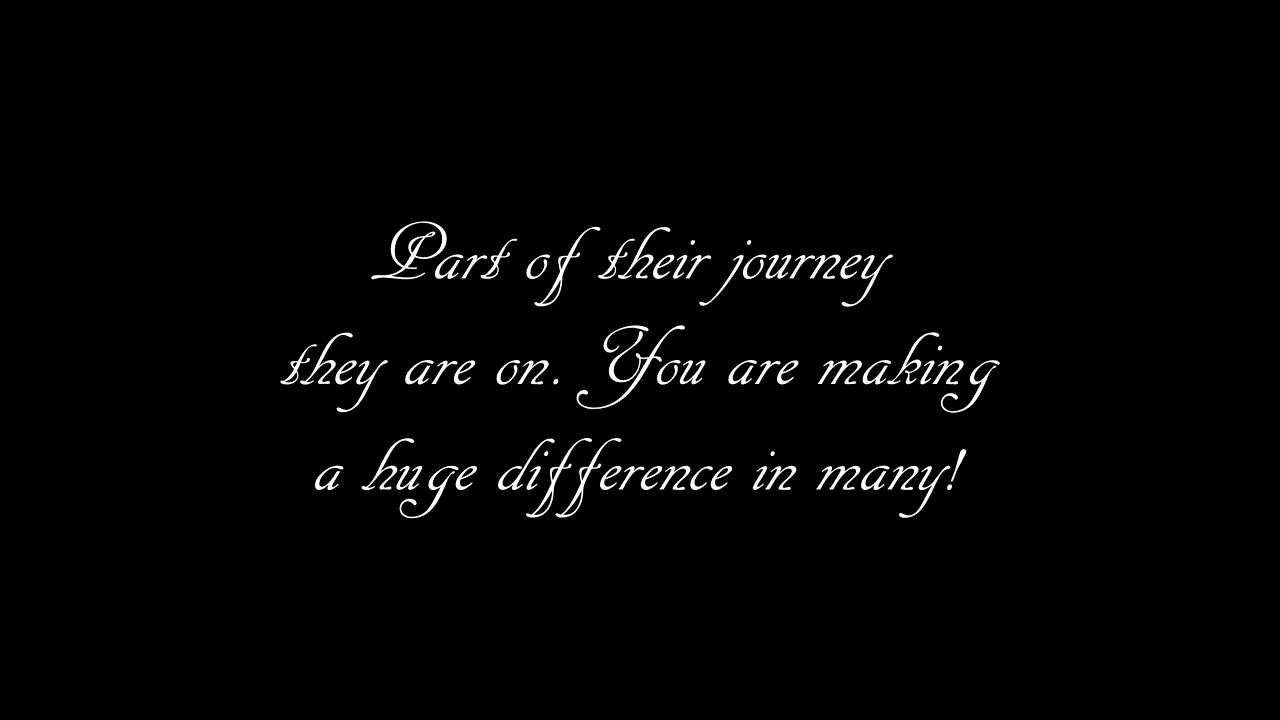 Part of their journey
they are on. You are making
a huge difference in many!